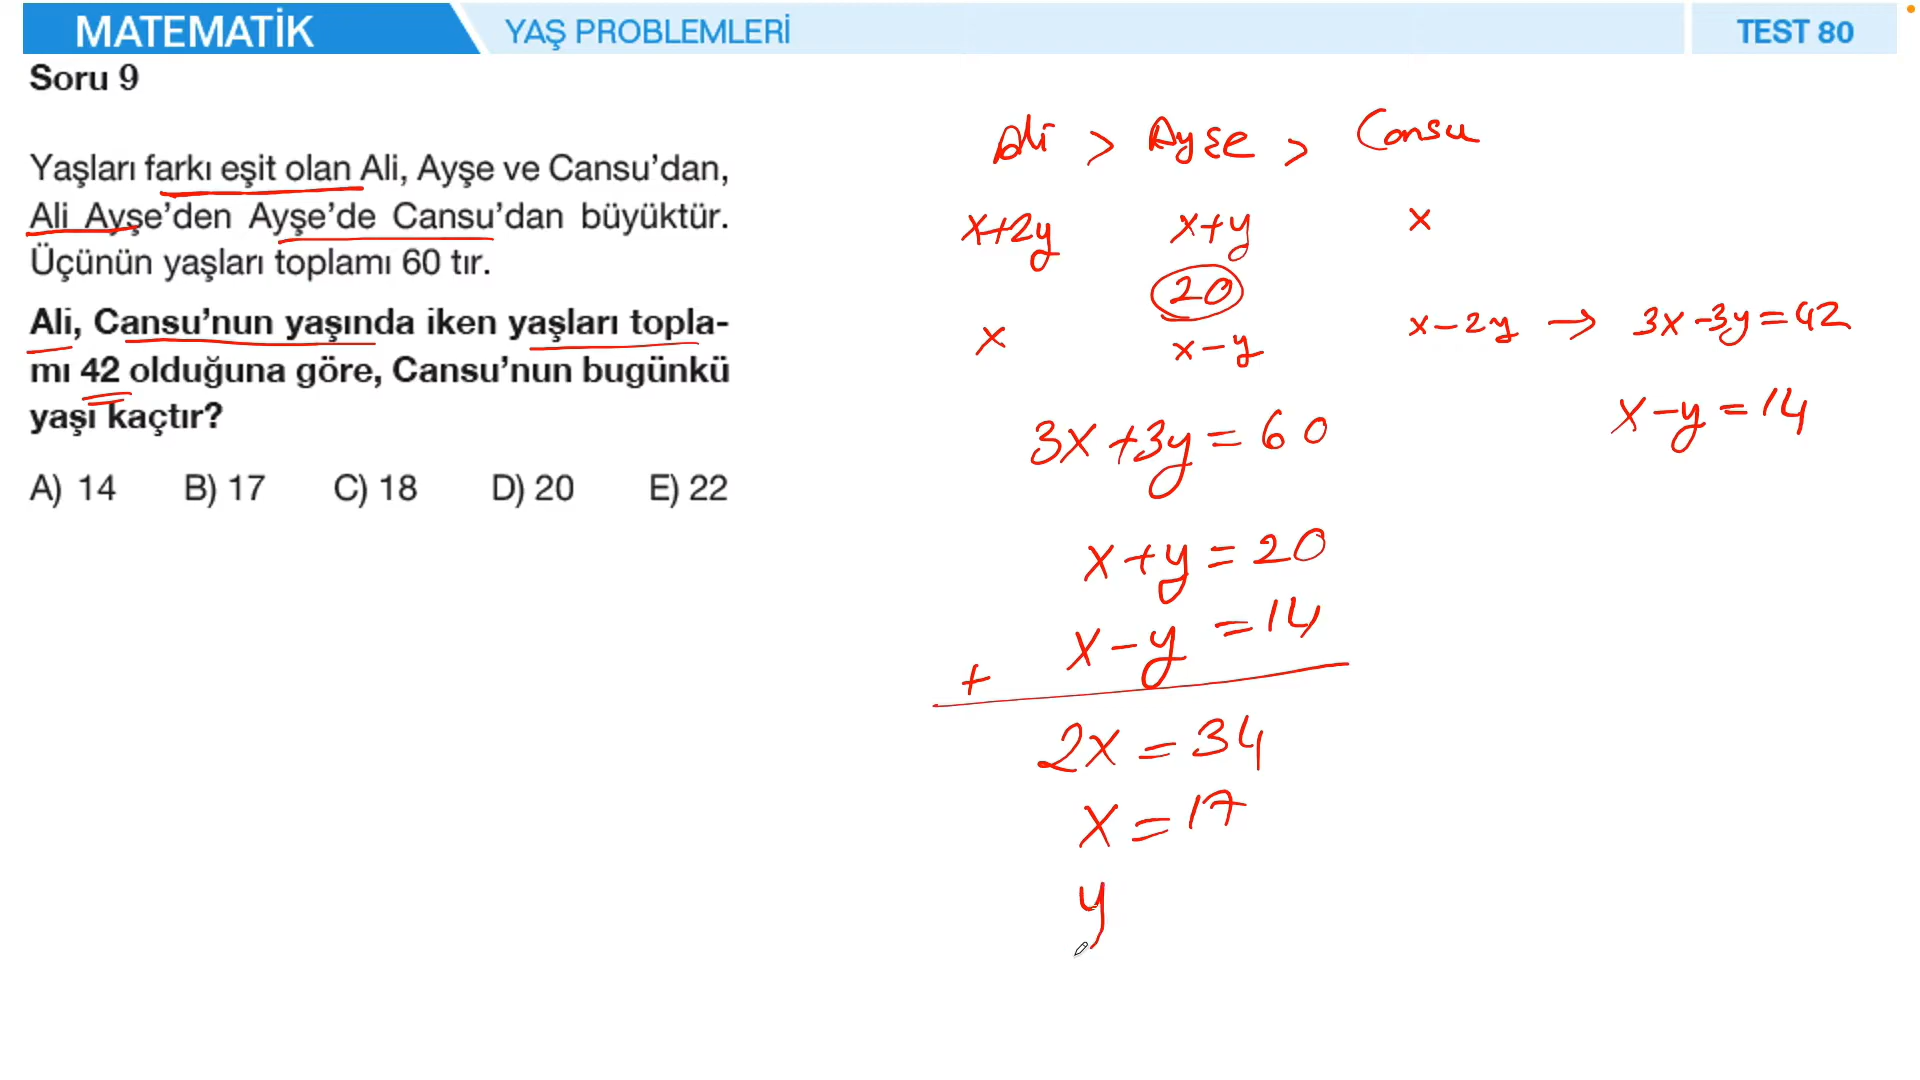 MATEMATİK
YAŞ PROBLEMLERİ
TEST 80
Soru 9
Yaşları farkı eşit olan Ali, Ayşe ve Cansu’dan,
Ali Ayşe’den Ayşe’de Cansu’dan büyüktür.
Üçünün yaşları toplamı 60 tır.
Ali, Cansu’nun yaşında iken yaşları topla-
mı 42 olduğuna göre, Cansu’nun bugünkü
yaşı kaçtır?
A) 14 B) 17 C) 18 D) 20 E) 22
Ali > Ayşe > Cansu
x+2y x+y x
20
x x-y x-2y → 3x-3y=42
x-y=14
3x+3y=60
x+y=20
x-y=14
+
2x=34
x=17
y